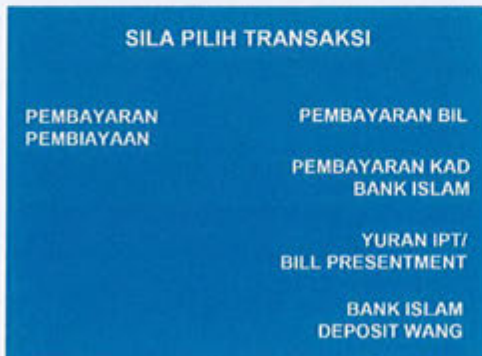 SILA PILIH TRANSAKSI
PEMBAYARAN
PEMBIAYAAN
PEMBAYARAN BIL
PEMBAYARAN KAD
BANK ISLAM
YURAN IPT/
BILL PRESENTMENT
BANK ISLAM
DEPOSIT WANG